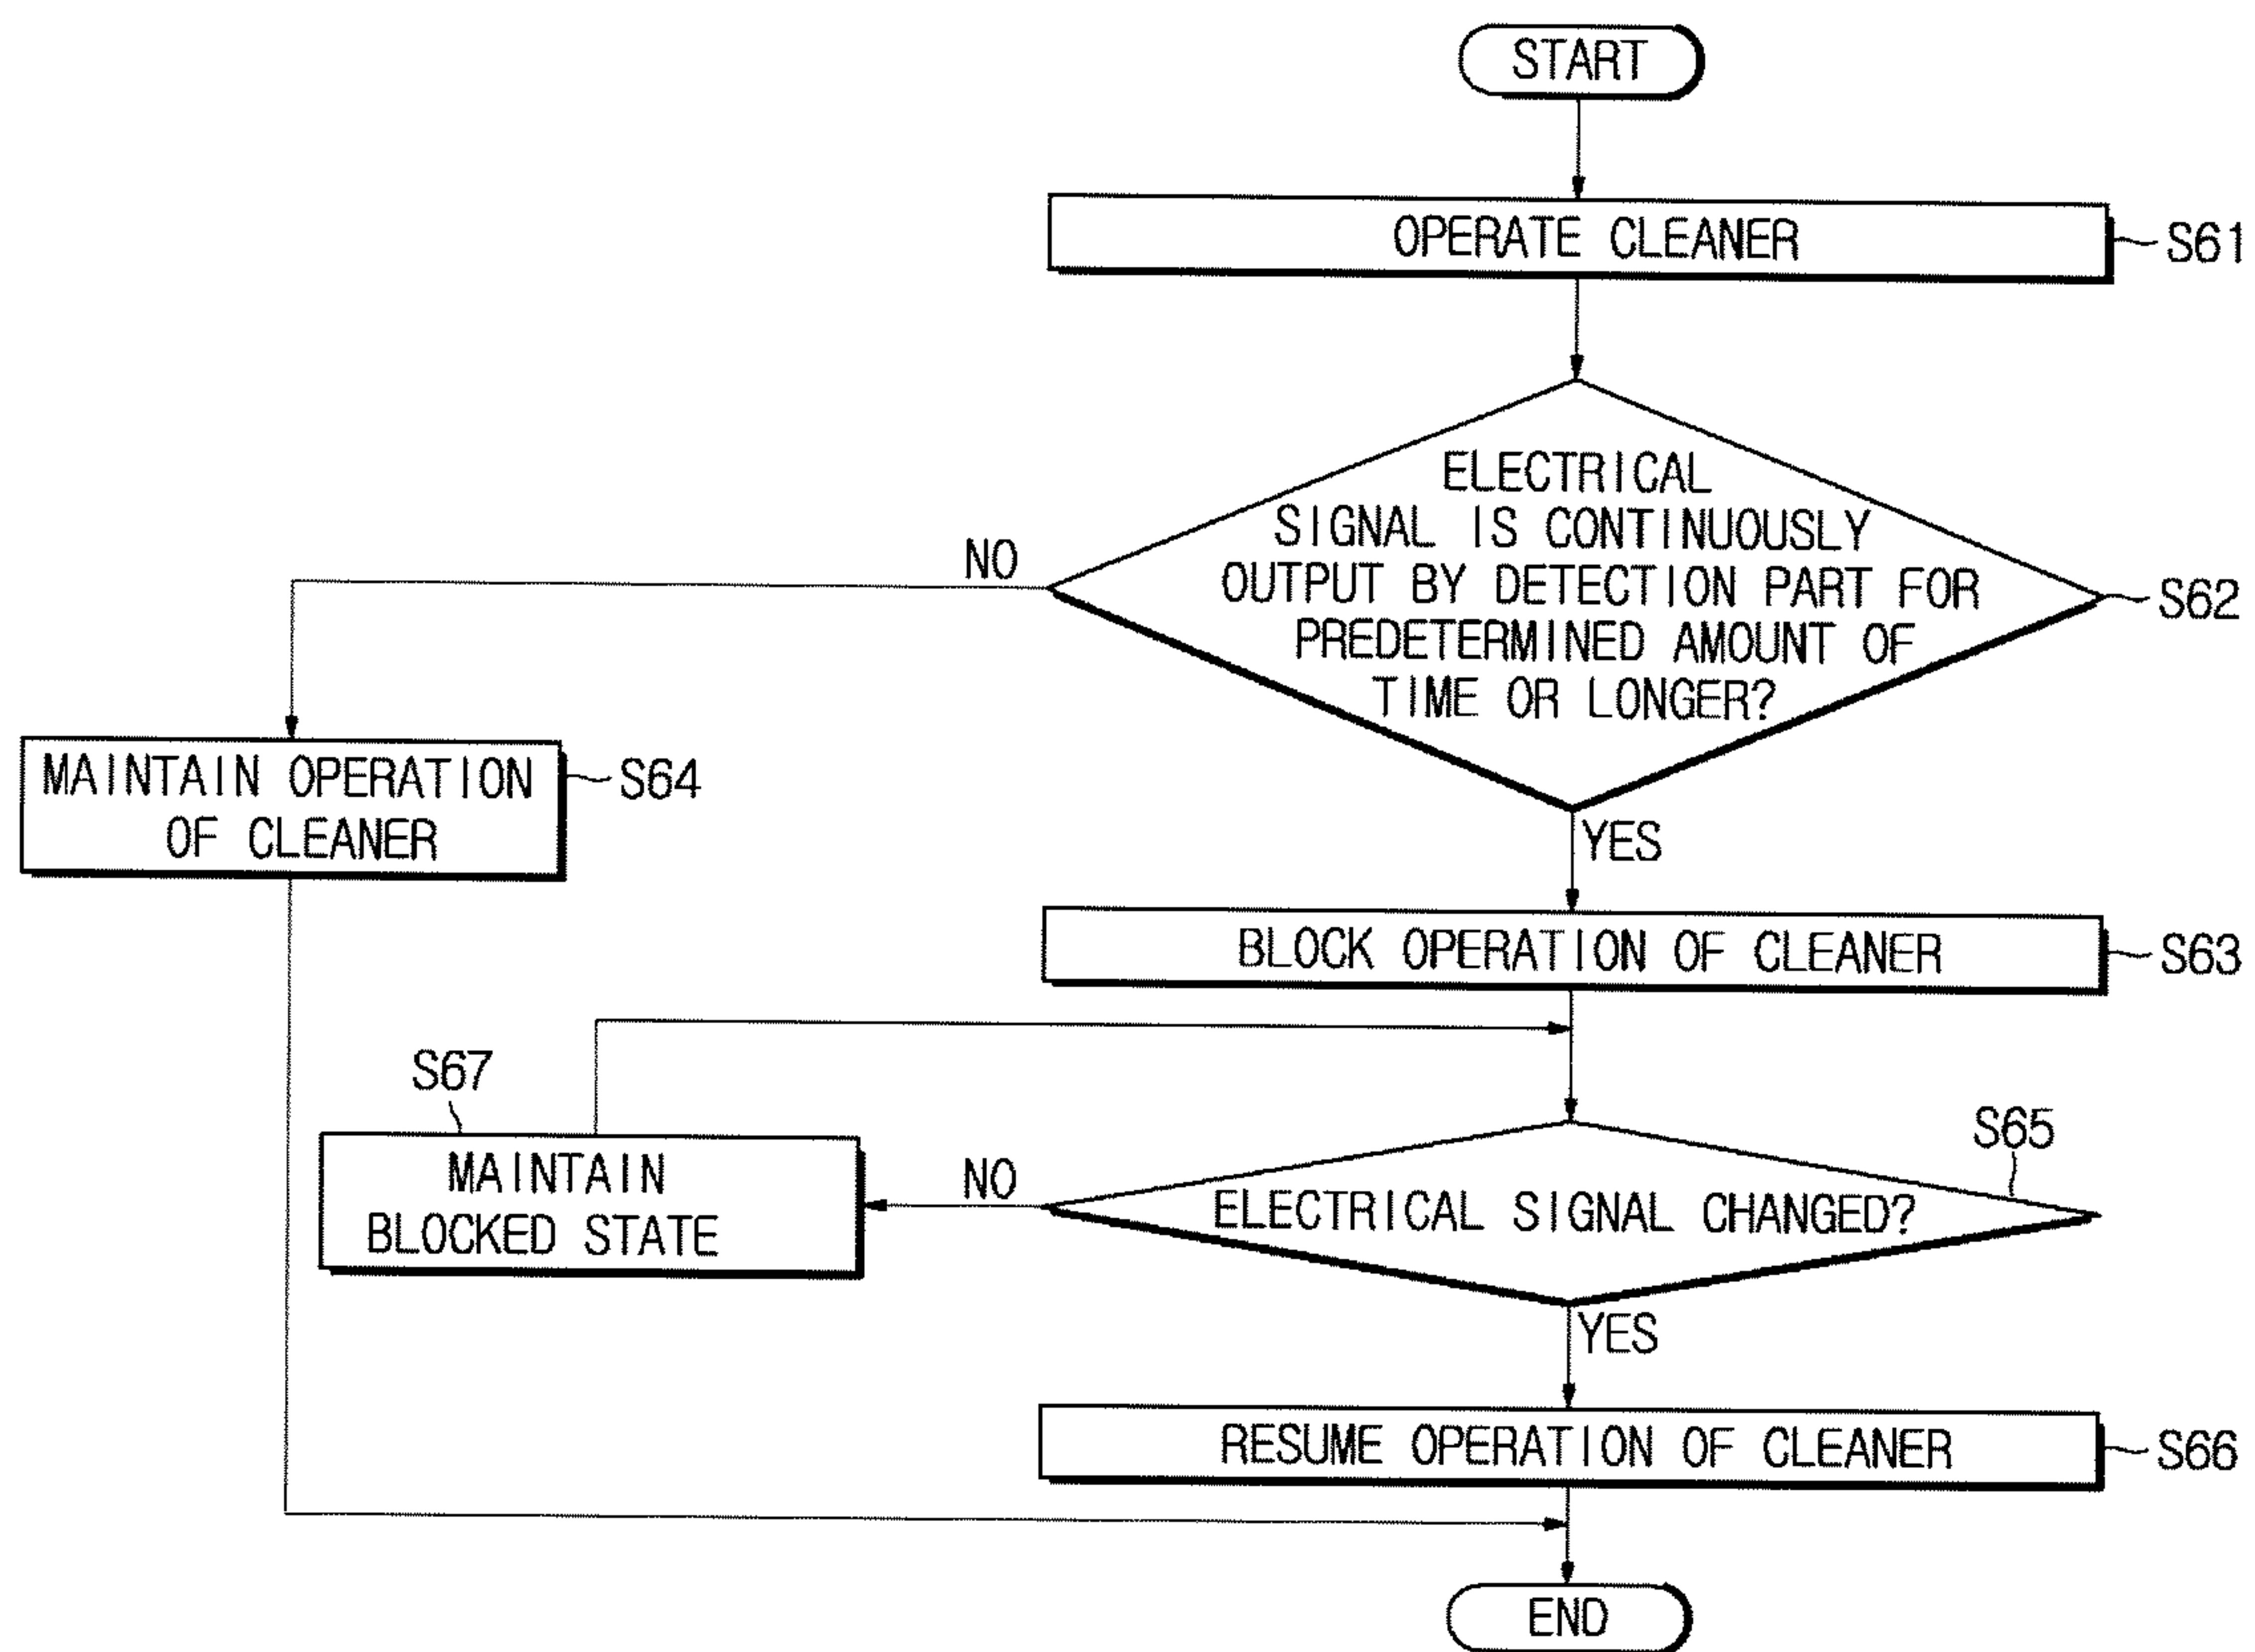 START
OPERATE CLEANER
S61
ELECTRICAL
SIGNAL IS CONTINUOUSLY
OUTPUT BY DETECTION PART FOR
PREDETERMINED AMOUNT OF
TIME OR LONGER?
S62
NO
MAINTAIN OPERATION
OF CLEANER
S64
YES
BLOCK OPERATION OF CLEANER
S63
S67
MAINTAIN
BLOCKED STATE
NO
S65
ELECTRICAL SIGNAL CHANGED?
YES
RESUME OPERATION OF CLEANER
S66
END